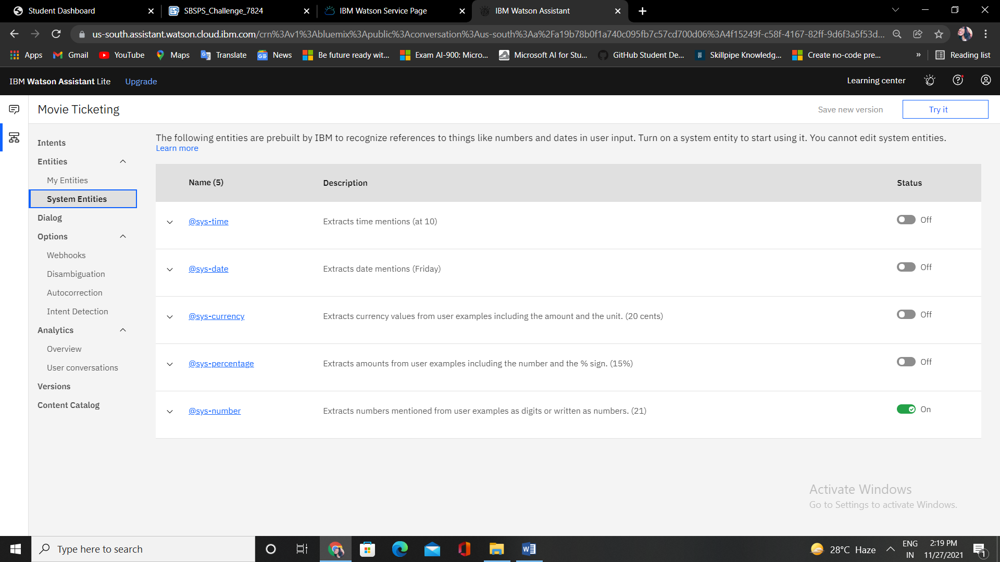 Student Dashboard
SBSPS_Challenge_7824
IBM Watson Service Page
IBM Watson Assistant
us-south.assistant.watson.cloud.ibm.com/crn%3Av1%3Abluemix%3Apublic%3Aconversation%3Aus-south%3Aa%2Fa19b78b0f1a740c095fb7c57cd700d06%3A4f15249f-c58f-4167-82ff-9d6f3a5f53d...
Apps
Gmail
YouTube
Maps
Translate
News
Be future ready wit...
Exam AI-900: Micro...
Microsoft AI for Stu...
GitHub Student De...
Skillpipe Knowledg...
Create no-code pre...
»
Reading list
IBM Watson Assistant Lite
Upgrade
Learning center
Movie Ticketing
Save new version
Try it
Intents
Entities
My Entities
System Entities
Dialog
Options
Webhooks
Disambiguation
Autocorrection
Intent Detection
Analytics
Overview
User conversations
Versions
Content Catalog
The following entities are prebuilt by IBM to recognize references to things like numbers and dates in user input. Turn on a system entity to start using it. You cannot edit system entities.
Learn more
Name (5) Description Status
@sys-time Extracts time mentions (at 10) Off
@sys-date Extracts date mentions (Friday) Off
@sys-currency Extracts currency values from user examples including the amount and the unit. (20 cents) Off
@sys-percentage Extracts amounts from user examples including the number and the % sign. (15%) Off
@sys-number Extracts numbers mentioned from user examples as digits or written as numbers. (21) On
Activate Windows
Go to Settings to activate Windows.
Type here to search
28°C Haze
ENG
IN
2:19 PM
11/27/2021
1